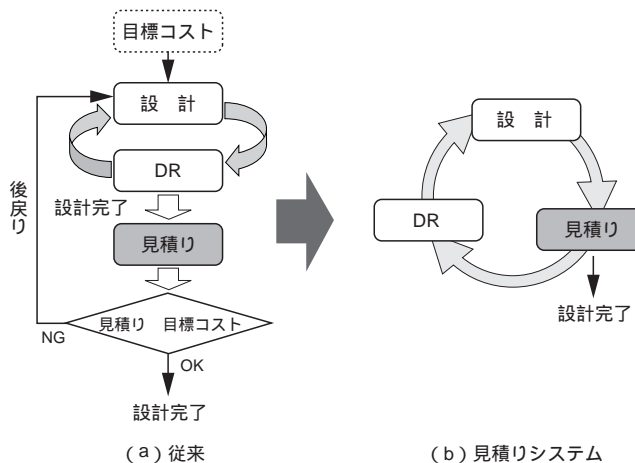 目標コスト
設　計
DR
設計完了
見積り
後戻り
見積り　目標コスト
NG
OK
設計完了
（a）従来
設　計
DR
見積り
設計完了
（b）見積りシステム